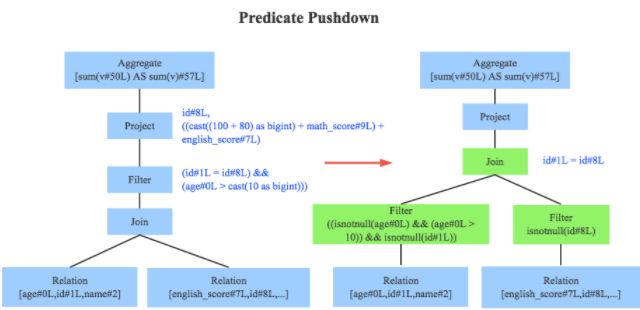 Predicate Pushdown
Aggregate
[sum(v#50L) AS sum(v)#57L]
Project
id#8L,
((cast((100 + 80) as bigint) + math_score#9L) +
english_score#7L)
Filter
(id#1L = id#8L) &&
(age#0L > cast(10 as bigint)))
Join
Relation
[age#0L,id#1L,name#2]
Relation
[english_score#7L,id#8L,...]
Aggregate
[sum(v#50L) AS sum(v)#57L]
Project
Join
id#1L = id#8L
Filter
((isnotnull(age#0L) && (age#0L >
10)) && isnotnull(id#1L))
Filter
isnotnull(id#8L)
Relation
[age#0L,id#1L,name#2]
Relation
[english_score#7L,id#8L,...]